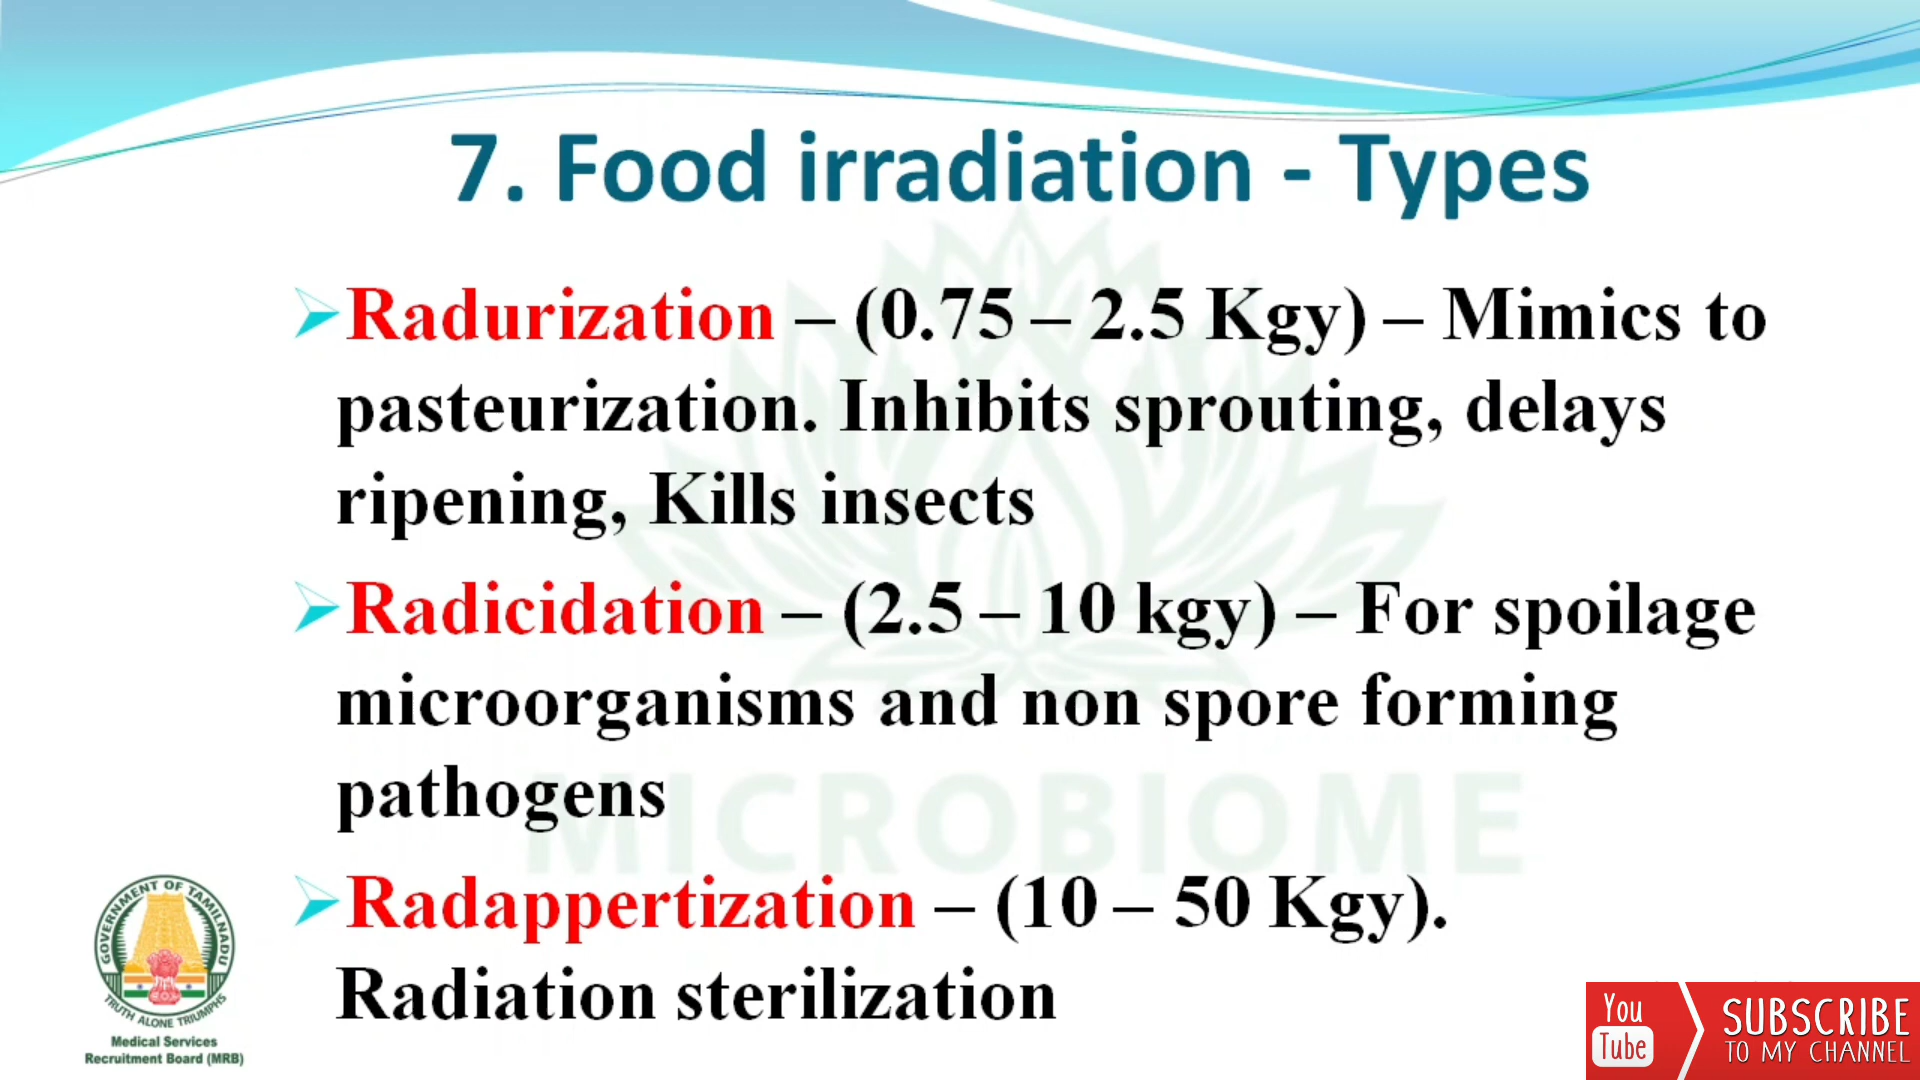 7. Food irradiation - Types
Radurization – (0.75 – 2.5 Kgy) – Mimics to
pasteurization. Inhibits sprouting, delays
ripening, Kills insects
Radicidation – (2.5 – 10 kgy) – For spoilage
microorganisms and non spore forming
pathogens
MICROBIOME
Radappertization – (10 – 50 Kgy).
Radiation sterilization
GOVERNMENT OF TAMILNADU
TRUTH ALONE TRIUMPHS
Medical Services
Recruitment Board (MRB)
You
Tube
SUBSCRIBE
TO MY CHANNEL